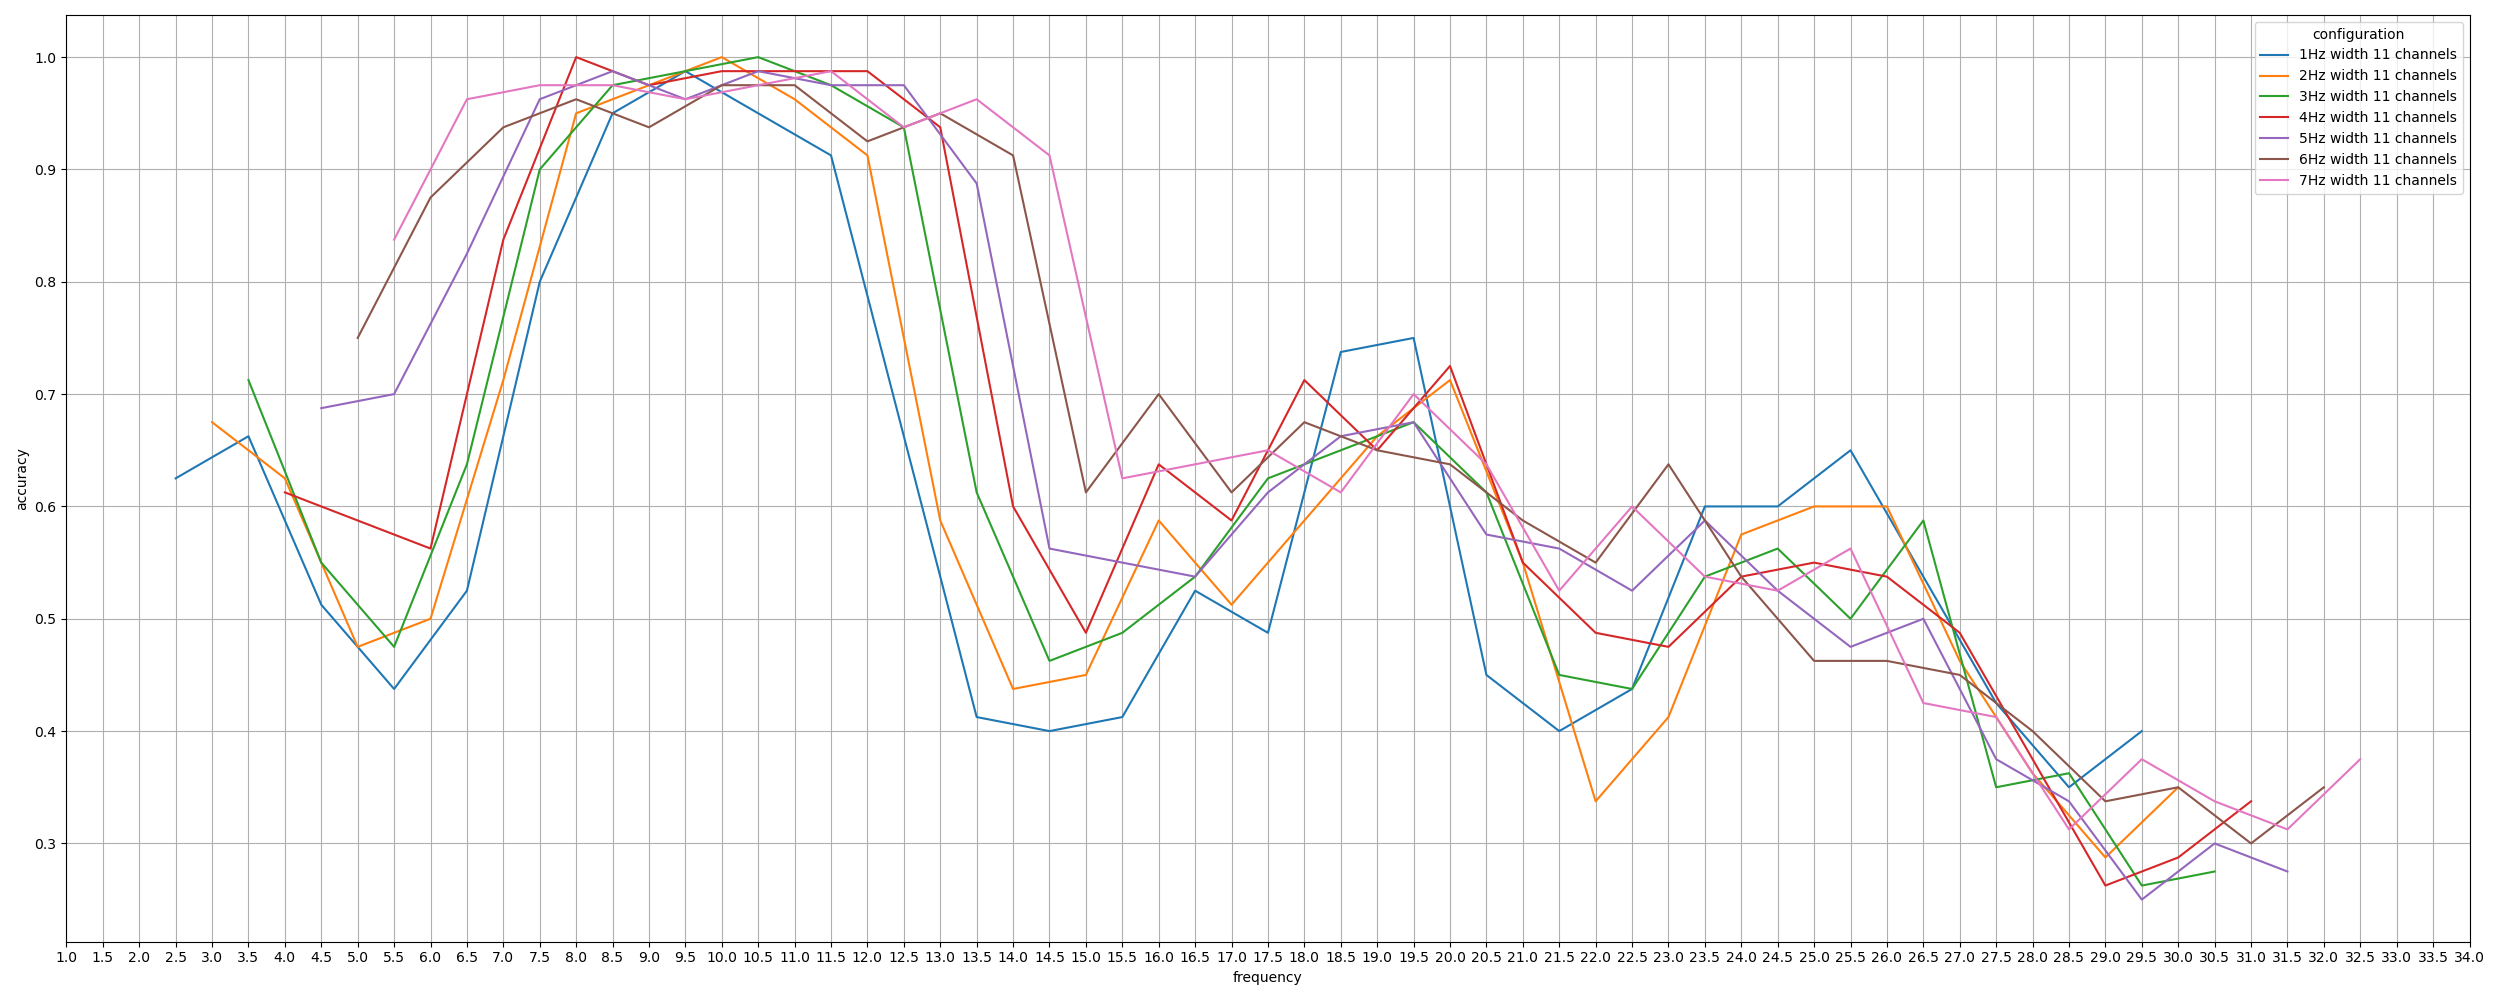 configuration
1Hz width 11 channels
2Hz width 11 channels
3Hz width 11 channels
4Hz width 11 channels
5Hz width 11 channels
6Hz width 11 channels
7Hz width 11 channels
1.0
0.9
0.8
0.7
0.6
0.5
0.4
0.3
accuracy
1.0 1.5 2.0 2.5 3.0 3.5 4.0 4.5 5.0 5.5 6.0 6.5 7.0 7.5 8.0 8.5 9.0 9.5 10.0 10.5 11.0 11.5 12.0 12.5 13.0 13.5 14.0 14.5 15.0 15.5 16.0 16.5 17.0 17.5 18.0 18.5 19.0 19.5 20.0 20.5 21.0 21.5 22.0 22.5 23.0 23.5 24.0 24.5 25.0 25.5 26.0 26.5 27.0 27.5 28.0 28.5 29.0 29.5 30.0 30.5 31.0 31.5 32.0 32.5 33.0 33.5 34.0
frequency